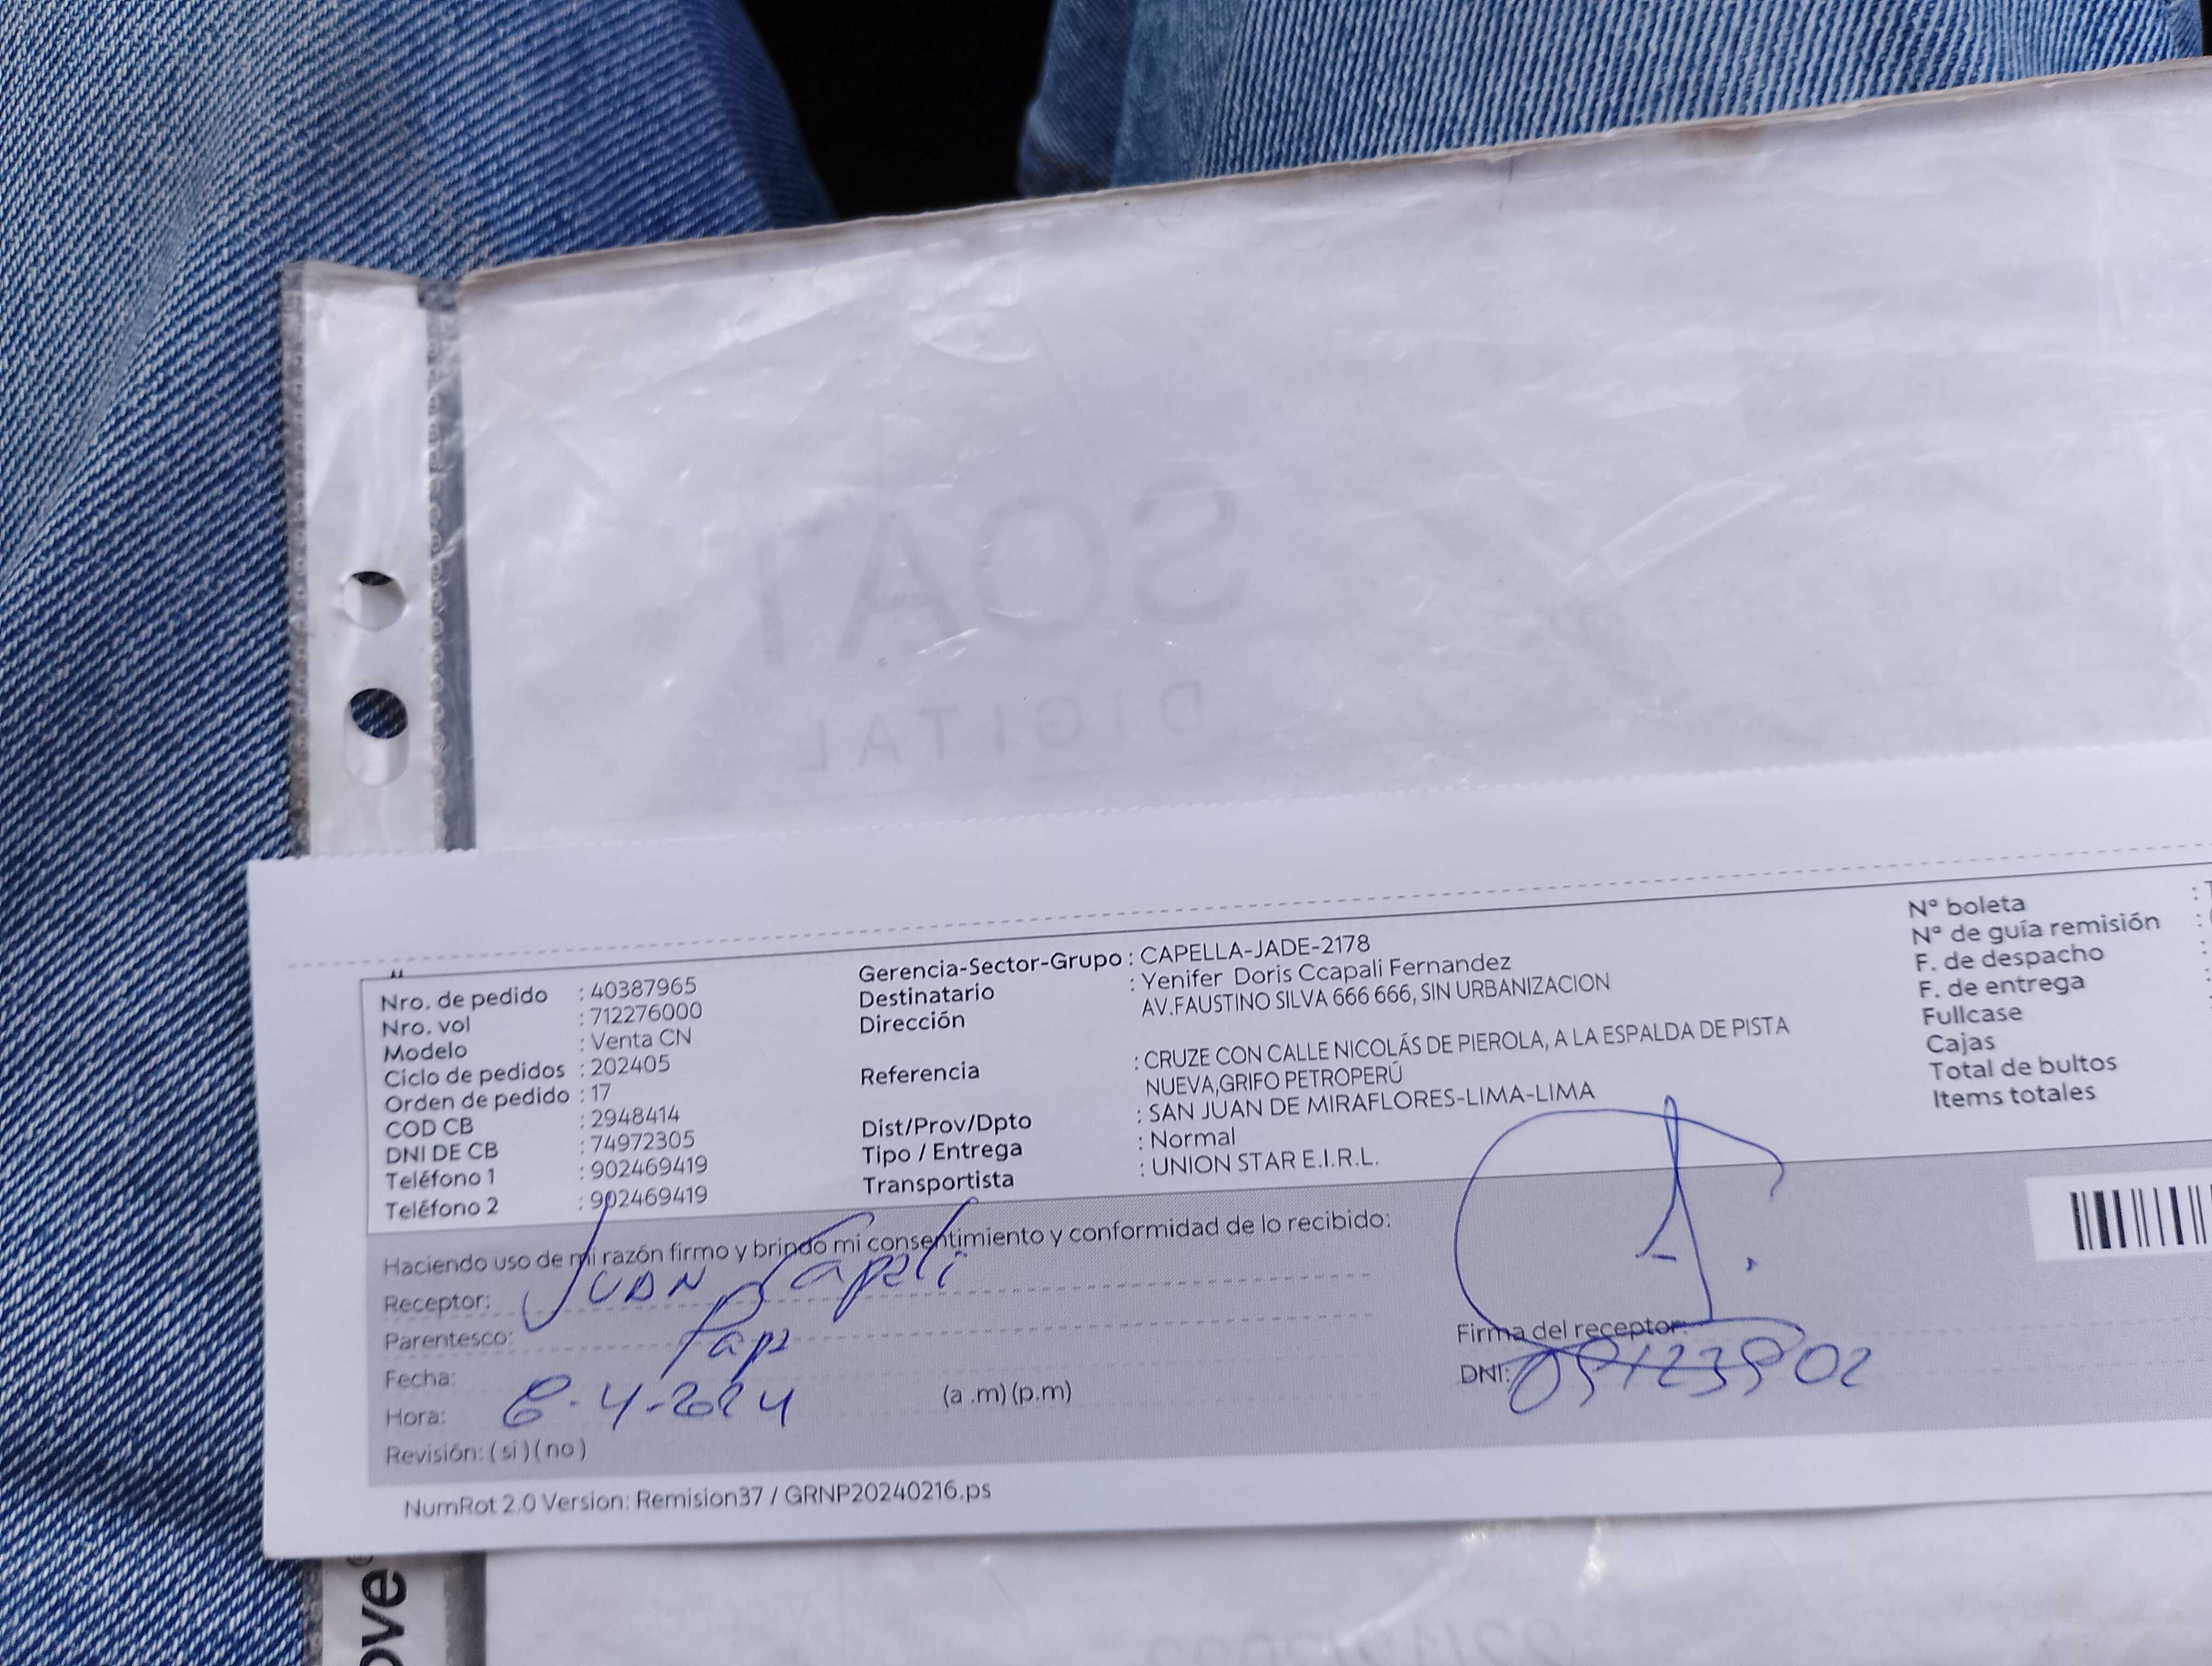 SOAT
DIGITAL
Nro. de pedido : 40387965
Nro. vol : 712276000
Modelo : Venta CN
Ciclo de pedidos : 202405
Orden de pedido : 17
COD CB : 2948414
DNI DE CB : 74972305
Teléfono 1 : 902469419
Teléfono 2 : 902469419
Gerencia-Sector-Grupo : CAPELLA-JADE-2178
Destinatario : Yenifer Doris Ccapali Fernandez
Dirección AV.FAUSTINO SILVA 666 666, SIN URBANIZACION
Referencia : CRUZE CON CALLE NICOLÁS DE PIEROLA, A LA ESPALDA DE PISTA
NUEVA,GRIFO PETROPERÚ
Dist/Prov/Dpto : SAN JUAN DE MIRAFLORES-LIMA-LIMA
Tipo / Entrega : Normal
Transportista : UNION STAR E.I.R.L.
N° boleta :
N° de guía remisión :
F. de despacho :
F. de entrega :
Fullcase
Cajas
Total de bultos
Items totales
Haciendo uso de mi razón firmo y brindo mi consentimiento y conformidad de lo recibido:
Receptor: JUAN Capali
Parentesco: Papa
Fecha:
Hora: 6-4-2024 (a .m)(p.m)
Revisión: ( si ) ( no )
Firma del receptor:
DNI:
NumRot 2.0 Version: Remision37 / GRNP20240216.ps
ove